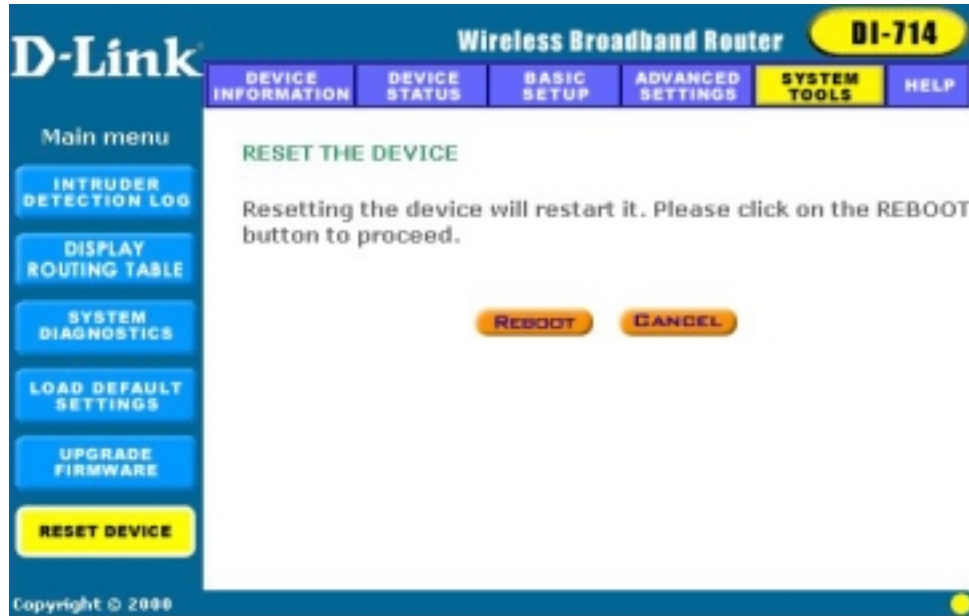 D-Link
Wireless Broadband Router
DI-714
DEVICE INFORMATION
DEVICE STATUS
BASIC SETUP
ADVANCED SETTINGS
SYSTEM TOOLS
HELP
Main menu
INTRUDER
DETECTION LOG
DISPLAY
ROUTING TABLE
SYSTEM
DIAGNOSTICS
LOAD DEFAULT
SETTINGS
UPGRADE
FIRMWARE
RESET DEVICE
RESET THE DEVICE
Resetting the device will restart it. Please click on the REBOOT
button to proceed.
REBOOT
CANCEL
Copyright © 2000